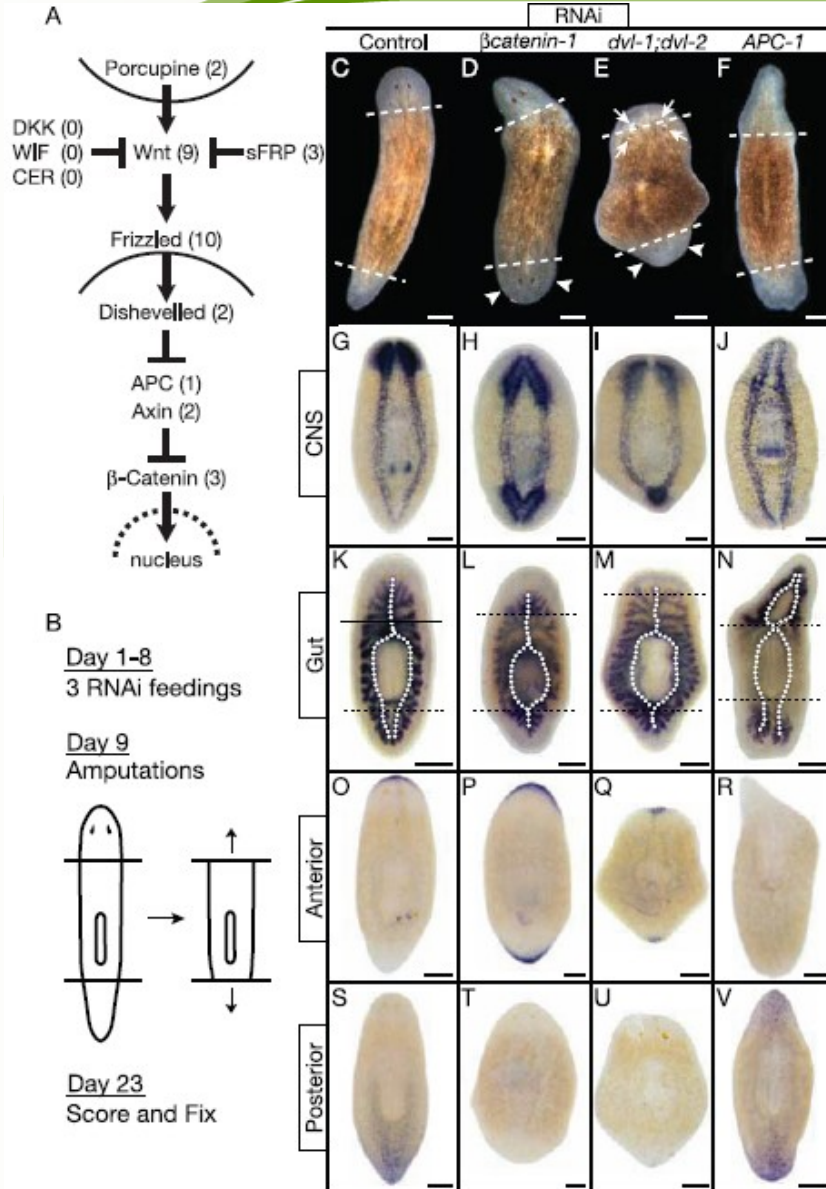 A
Porcupine (2)
DKK (0)
WIF (0)
CER (0)
Wnt (9)
sFRP (3)
Frizzled (10)
Dishevelled (2)
APC (1)
Axin (2)
β-Catenin (3)
nucleus
B
Day 1-8
3 RNAi feedings
Day 9
Amputations
Day 23
Score and Fix
RNAi
Control βcatenin-1 dvl-1;dvl-2 APC-1
C D E F
CNS
G H I J
Gut
K L M N
Anterior
O P Q R
Posterior
S T U V